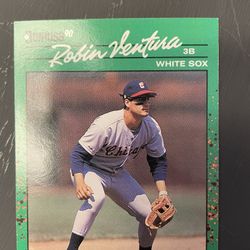 Donruss 90
Robin Ventura
3B
WHITE SOX
Chicago